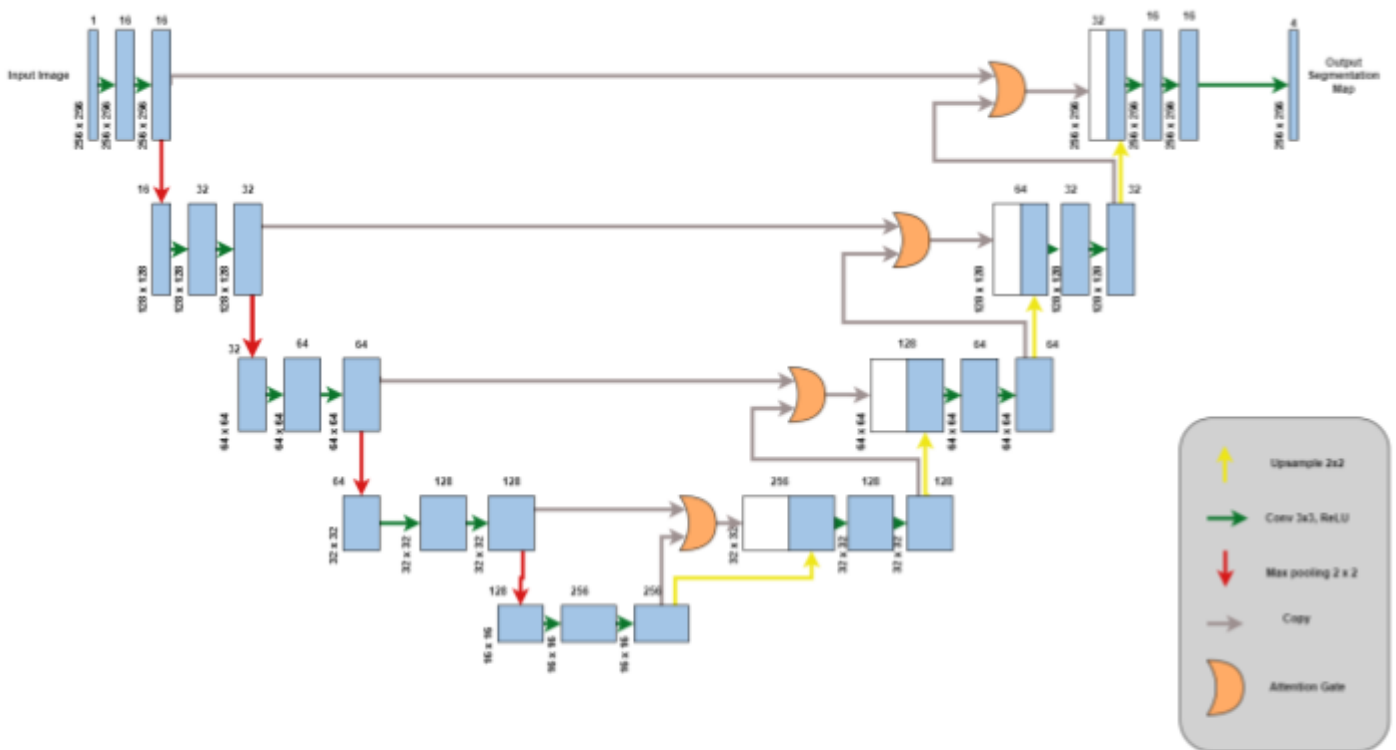 1 16 16
32 16 16 4
Input Image
Output
Segmentation
Map
256 x 256 256 x 256 256 x 256
256 x 256 256 x 256 256 x 256 256 x 256
16 32 32
64 32 32
128 x 128 128 x 128 128 x 128
128 x 128 128 x 128 128 x 128
32 64 64
128 64 64
64 x 64 64 x 64 64 x 64
64 x 64 64 x 64 64 x 64
64 128 128
256 128 128
32 x 32 32 x 32 32 x 32
32 x 32 32 x 32 32 x 32
128 256 256
16 x 16 16 x 16 16 x 16
Upsample 2x2
Conv 3x3, ReLU
Max pooling 2 x 2
Copy
Attention Gate